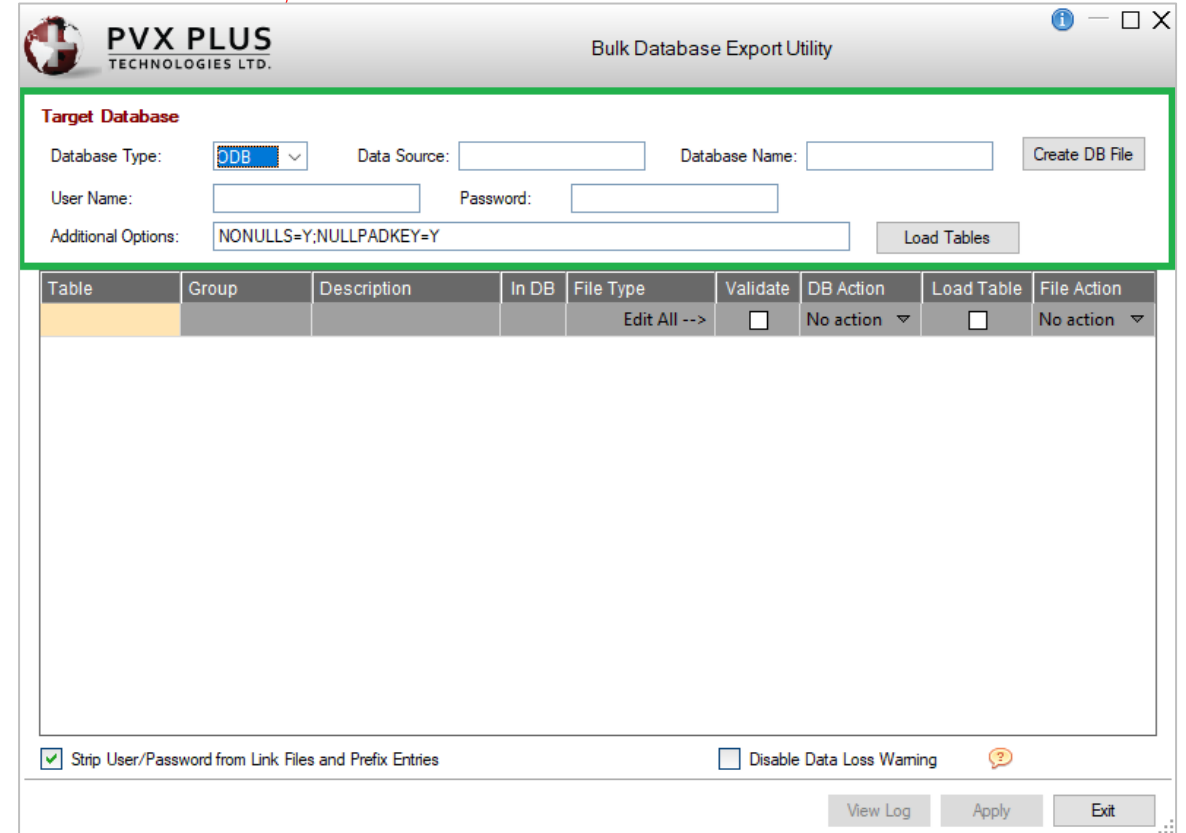 PVX PLUS
TECHNOLOGIES LTD.
Bulk Database Export Utility
Target Database
Database Type: ODB Data Source: Database Name: Create DB File
User Name: Password:
Additional Options: NONULLS=Y;NULLPADKEY=Y Load Tables
Table Group Description In DB File Type Validate DB Action Load Table File Action
Edit All --> No action No action
Strip User/Password from Link Files and Prefix Entries Disable Data Loss Warning ?
View Log Apply Exit